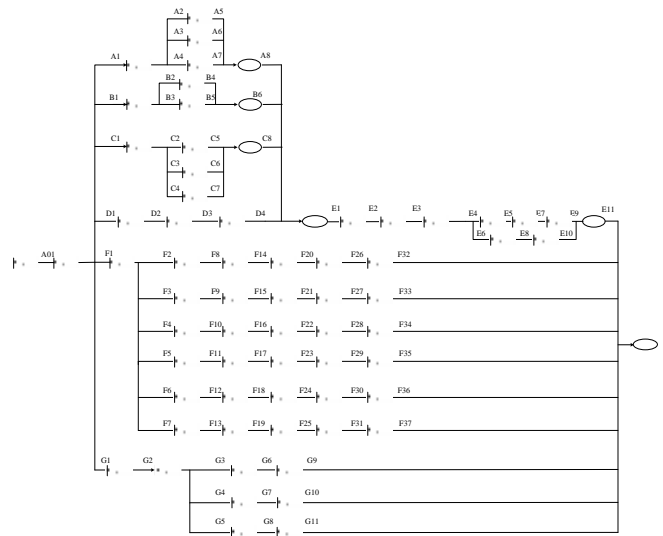 A2 A5
A3 A6
A1 A4 A7 A8
B2 B4
B1 B3 B5 B6
C1 C2 C5 C8
C3 C6
C4 C7
D1 D2 D3 D4 E1 E2 E3 E4 E5 E7 E9 E11
E6 E8 E10
A01 F1 F2 F8 F14 F20 F26 F32
F3 F9 F15 F21 F27 F33
F4 F10 F16 F22 F28 F34
F5 F11 F17 F23 F29 F35
F6 F12 F18 F24 F30 F36
F7 F13 F19 F25 F31 F37
G1 G2 G3 G6 G9
G4 G7 G10
G5 G8 G11